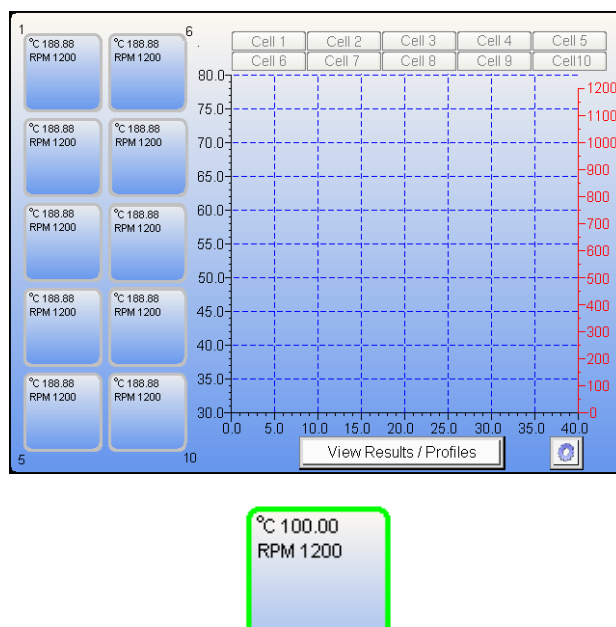 1
6
°C 188.88
RPM 1200
°C 188.88
RPM 1200
°C 188.88
RPM 1200
°C 188.88
RPM 1200
°C 188.88
RPM 1200
°C 188.88
RPM 1200
°C 188.88
RPM 1200
°C 188.88
RPM 1200
°C 188.88
RPM 1200
°C 188.88
RPM 1200
5
10
Cell 1 Cell 2 Cell 3 Cell 4 Cell 5
Cell 6 Cell 7 Cell 8 Cell 9 Cell10
80.0
75.0
70.0
65.0
60.0
55.0
50.0
45.0
40.0
35.0
30.0
1200
1100
1000
900
800
700
600
500
400
300
200
100
0
0.0 5.0 10.0 15.0 20.0 25.0 30.0 35.0 40.0
View Results / Profiles
°C 100.00
RPM 1200